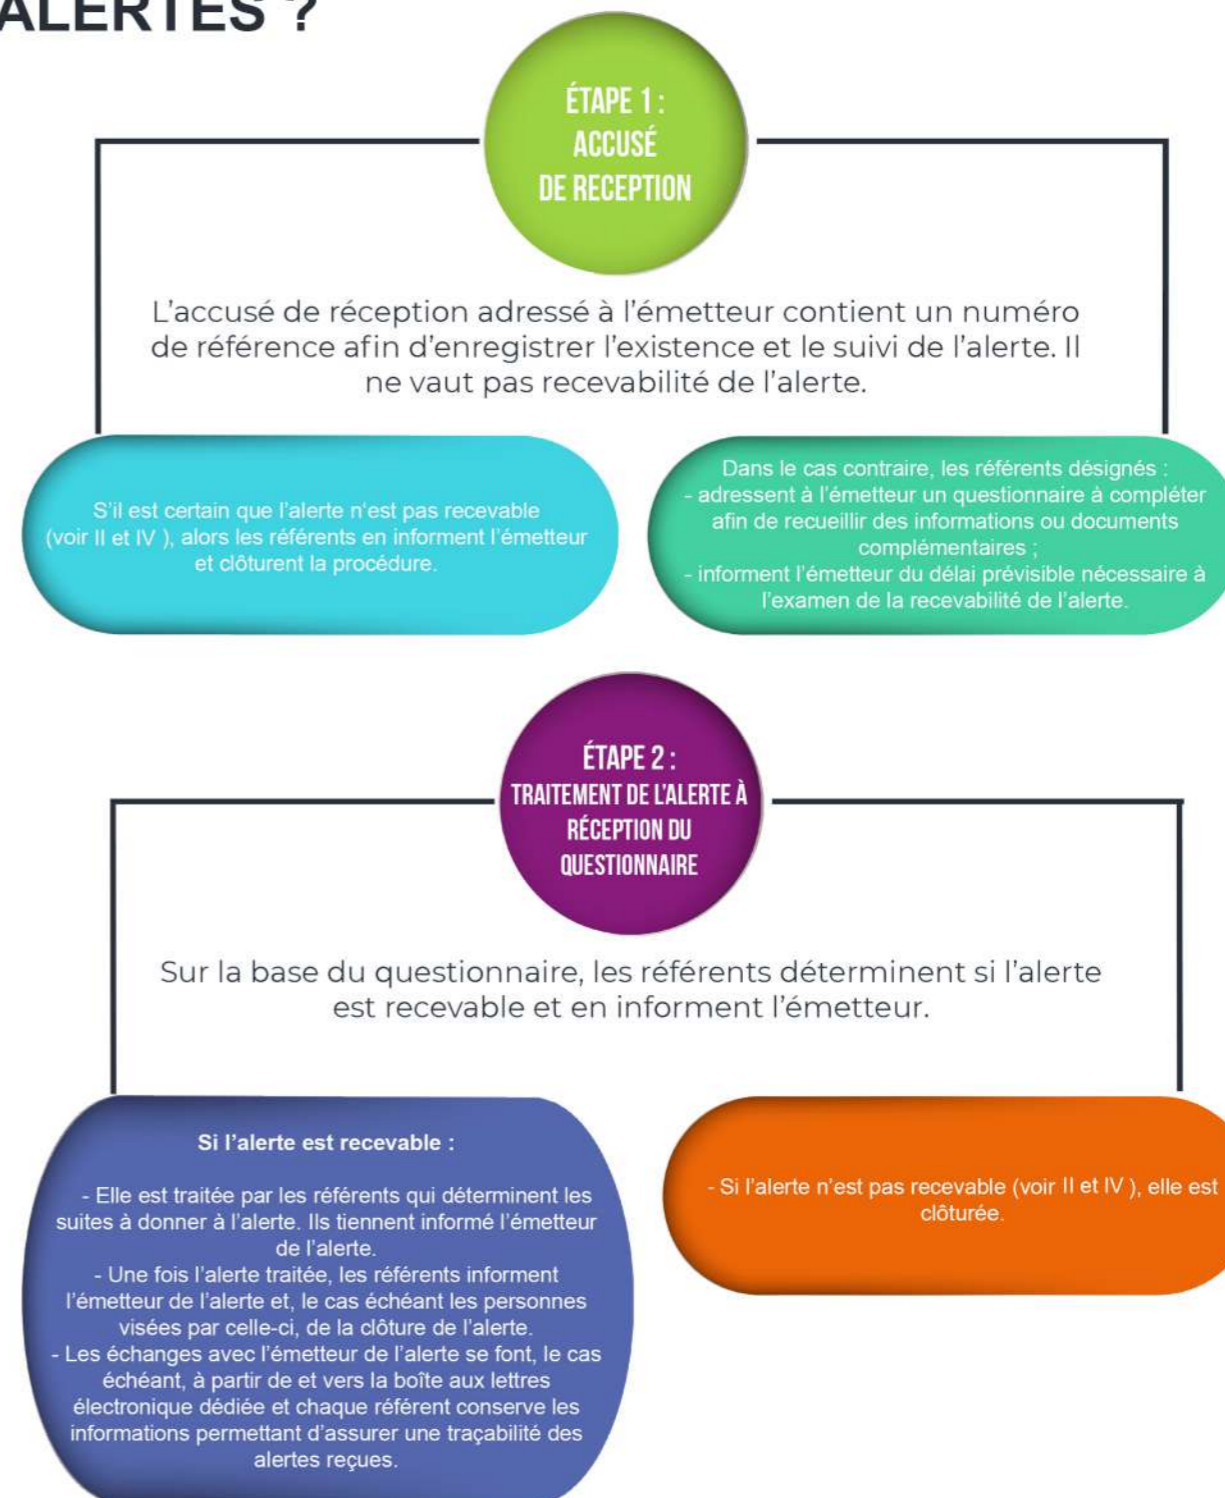 ALERTES ?
ÉTAPE 1 :
ACCUSÉ
DE RECEPTION
L'accusé de réception adressé à l'émetteur contient un numéro
de référence afin d'enregistrer l'existence et le suivi de l'alerte. Il
ne vaut pas recevabilité de l'alerte.
S'il est certain que l'alerte n'est pas recevable
(voir II et IV ), alors les référents en informent l'émetteur
et clôturent la procédure.
Dans le cas contraire, les référents désignés :
- adressent à l'émetteur un questionnaire à compléter
afin de recueillir des informations ou documents
complémentaires ;
- informent l'émetteur du délai prévisible nécessaire à
l'examen de la recevabilité de l'alerte.
ÉTAPE 2 :
TRAITEMENT DE L'ALERTE À
RÉCEPTION DU
QUESTIONNAIRE
Sur la base du questionnaire, les référents déterminent si l'alerte
est recevable et en informent l'émetteur.
Si l'alerte est recevable :
- Elle est traitée par les référents qui déterminent les
suites à donner à l'alerte. Ils tiennent informé l'émetteur
de l'alerte.
- Une fois l'alerte traitée, les référents informent
l'émetteur de l'alerte et, le cas échéant les personnes
visées par celle-ci, de la clôture de l'alerte.
- Les échanges avec l'émetteur de l'alerte se font, le cas
échéant, à partir de et vers la boîte aux lettres
électronique dédiée et chaque référent conserve les
informations permettant d'assurer une traçabilité des
alertes reçues.
- Si l'alerte n'est pas recevable (voir II et IV ), elle est
clôturée.